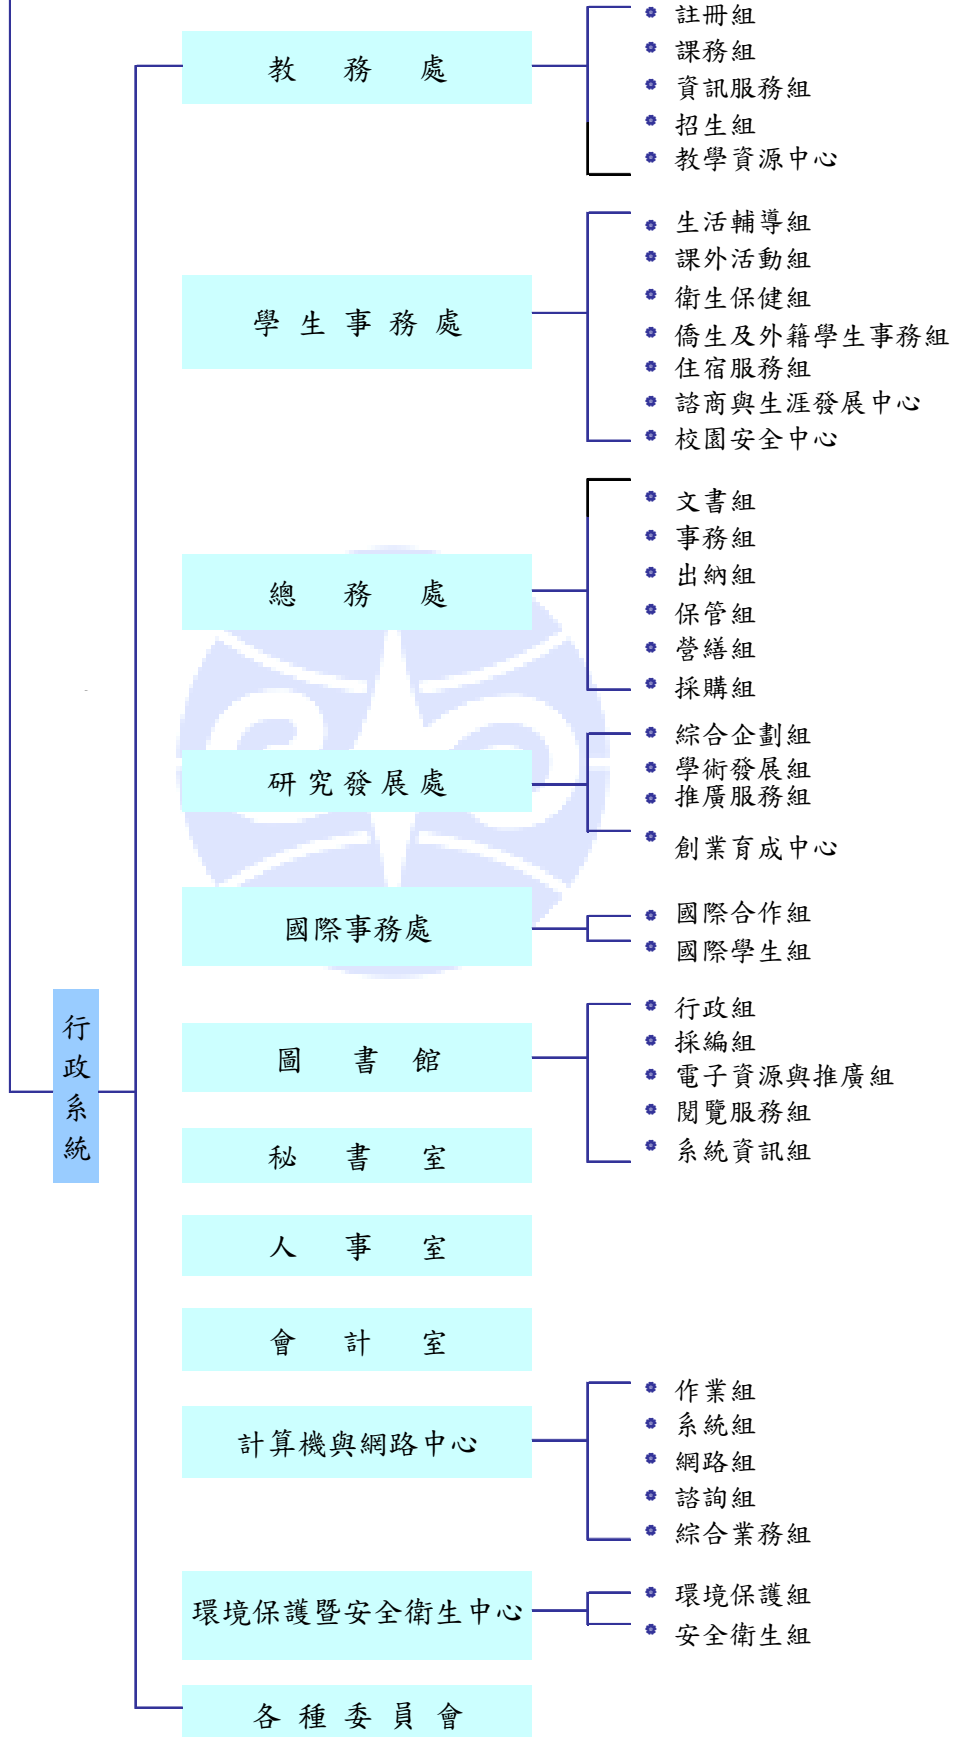 教務處
註冊組
課務組
資訊服務組
招生組
教學資源中心
學生事務處
生活輔導組
課外活動組
衛生保健組
僑生及外籍學生事務組
住宿服務組
諮商與生涯發展中心
校園安全中心
總務處
文書組
事務組
出納組
保管組
營繕組
採購組
研究發展處
綜合企劃組
學術發展組
推廣服務組
創業育成中心
國際事務處
國際合作組
國際學生組
行政系統
圖書館
行政組
採編組
電子資源與推廣組
閱覽服務組
系統資訊組
秘書室
人事室
會計室
計算機與網路中心
作業組
系統組
網路組
諮詢組
綜合業務組
環境保護暨安全衛生中心
環境保護組
安全衛生組
各種委員會